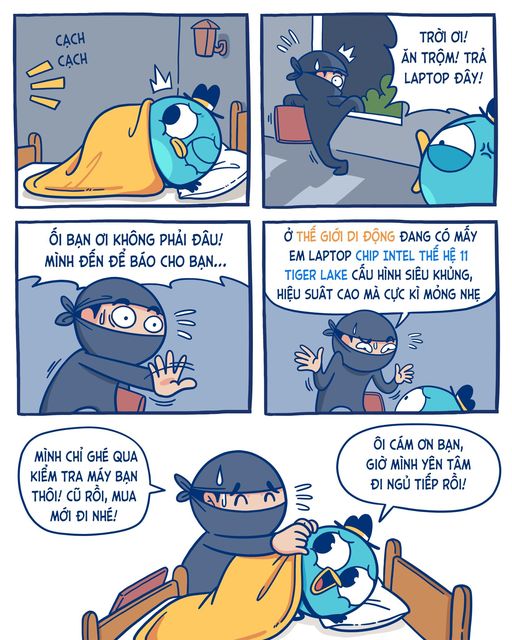 CẠCH
CẠCH
TRỜI ƠI!
ĂN TRỘM! TRẢ
LAPTOP ĐÂY!
ỐI BẠN ƠI KHÔNG PHẢI ĐÂU!
MÌNH ĐẾN ĐỂ BÁO CHO BẠN...
Ở THẾ GIỚI DI ĐỘNG ĐANG CÓ MẤY
EM LAPTOP CHIP INTEL THẾ HỆ 11
TIGER LAKE CẤU HÌNH SIÊU KHỦNG,
HIỆU SUẤT CAO MÀ CỰC KÌ MỎNG NHẸ
MÌNH CHỈ GHÉ QUA
KIỂM TRA MÁY BẠN
THÔI! CŨ RỒI, MUA
MỚI ĐI NHÉ!
ÔI CÁM ƠN BẠN,
GIỜ MÌNH YÊN TÂM
ĐI NGỦ TIẾP RỒI!